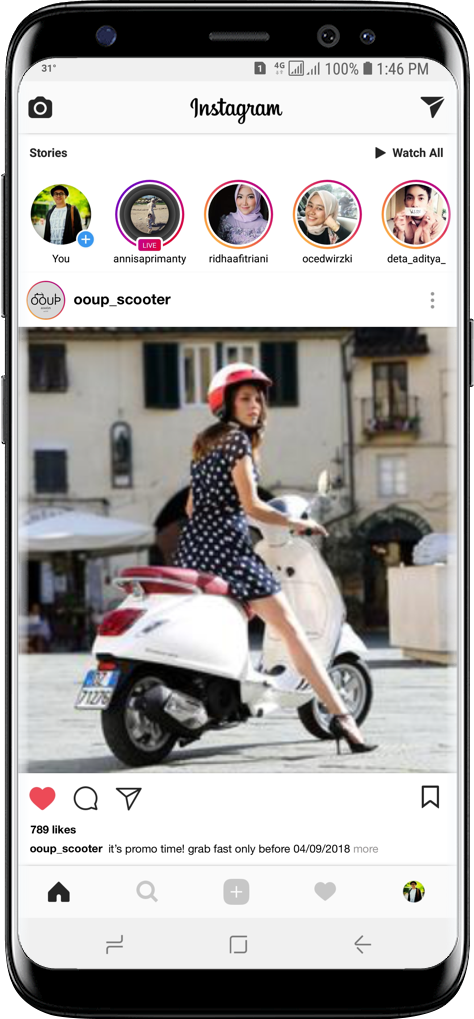 31°
1 4G 100% 1:46 PM
Instagram
Stories
Watch All
LIVE
You
annisaprimanty
ridhaafitriani
ocedwirzki
deta_aditya_
OOUP
ooup_scooter
71276
789 likes
ooup_scooter it's promo time! grab fast only before 04/09/2018 more